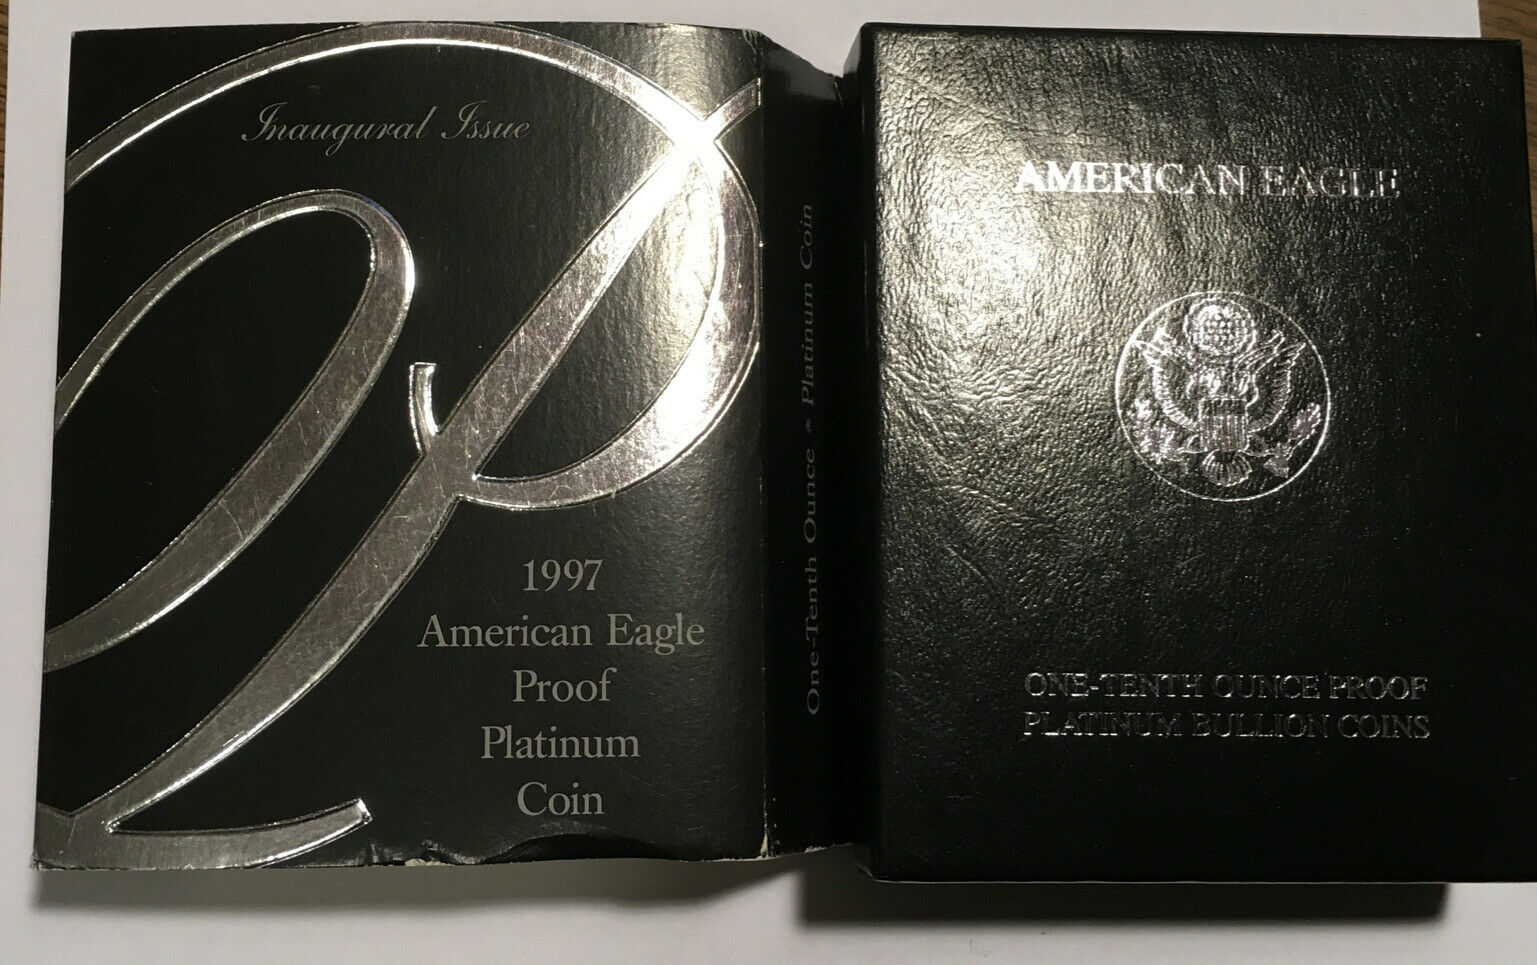 Inaugural Issue
1997
American Eagle
Proof
Platinum
Coin
One-Tenth Ounce ♠ Platinum Coin
AMERICAN EAGLE
ONE-TENTH OUNCE PROOF
PLATINUM BULLION COINS